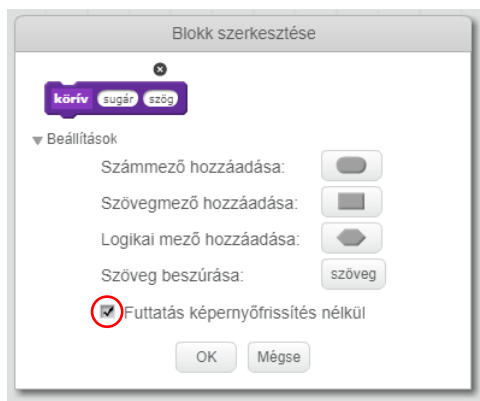 Blokk szerkesztése
körív sugár szög
Beállítások
Számmező hozzáadása:
Szövegmező hozzáadása:
Logikai mező hozzáadása:
Szöveg beszúrása: szöveg
Futtatás képernyőfrissítés nélkül
OK Mégse